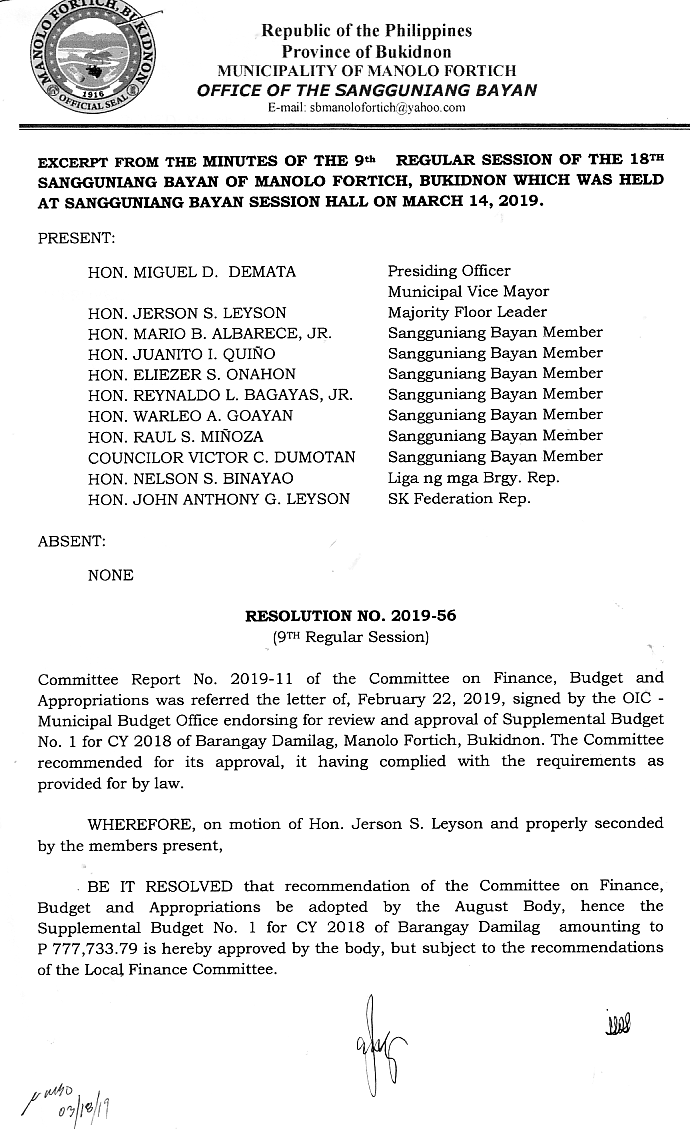 MANOLO FORTICH, BUKIDNON
1916
OFFICIAL SEAL
Republic of the Philippines
Province of Bukidnon
MUNICIPALITY OF MANOLO FORTICH
OFFICE OF THE SANGGUNIANG BAYAN
E-mail: sbmanolofortich@yahoo.com
EXCERPT FROM THE MINUTES OF THE 9th REGULAR SESSION OF THE 18TH
SANGGUNIANG BAYAN OF MANOLO FORTICH, BUKIDNON WHICH WAS HELD
AT SANGGUNIANG BAYAN SESSION HALL ON MARCH 14, 2019.
PRESENT:
HON. MIGUEL D. DEMATA Presiding Officer
Municipal Vice Mayor
HON. JERSON S. LEYSON Majority Floor Leader
HON. MARIO B. ALBARECE, JR. Sangguniang Bayan Member
HON. JUANITO I. QUIÑO Sangguniang Bayan Member
HON. ELIEZER S. ONAHON Sangguniang Bayan Member
HON. REYNALDO L. BAGAYAS, JR. Sangguniang Bayan Member
HON. WARLEO A. GOAYAN Sangguniang Bayan Member
HON. RAUL S. MIÑOZA Sangguniang Bayan Member
COUNCILOR VICTOR C. DUMOTAN Sangguniang Bayan Member
HON. NELSON S. BINAYAO Liga ng mga Brgy. Rep.
HON. JOHN ANTHONY G. LEYSON SK Federation Rep.
ABSENT:
NONE
RESOLUTION NO. 2019-56
(9TH Regular Session)
Committee Report No. 2019-11 of the Committee on Finance, Budget and
Appropriations was referred the letter of, February 22, 2019, signed by the OIC -
Municipal Budget Office endorsing for review and approval of Supplemental Budget
No. 1 for CY 2018 of Barangay Damilag, Manolo Fortich, Bukidnon. The Committee
recommended for its approval, it having complied with the requirements as
provided for by law.
WHEREFORE, on motion of Hon. Jerson S. Leyson and properly seconded
by the members present,
BE IT RESOLVED that recommendation of the Committee on Finance,
Budget and Appropriations be adopted by the August Body, hence the
Supplemental Budget No. 1 for CY 2018 of Barangay Damilag amounting to
P 777,733.79 is hereby approved by the body, but subject to the recommendations
of the Local Finance Committee.
03/18/19